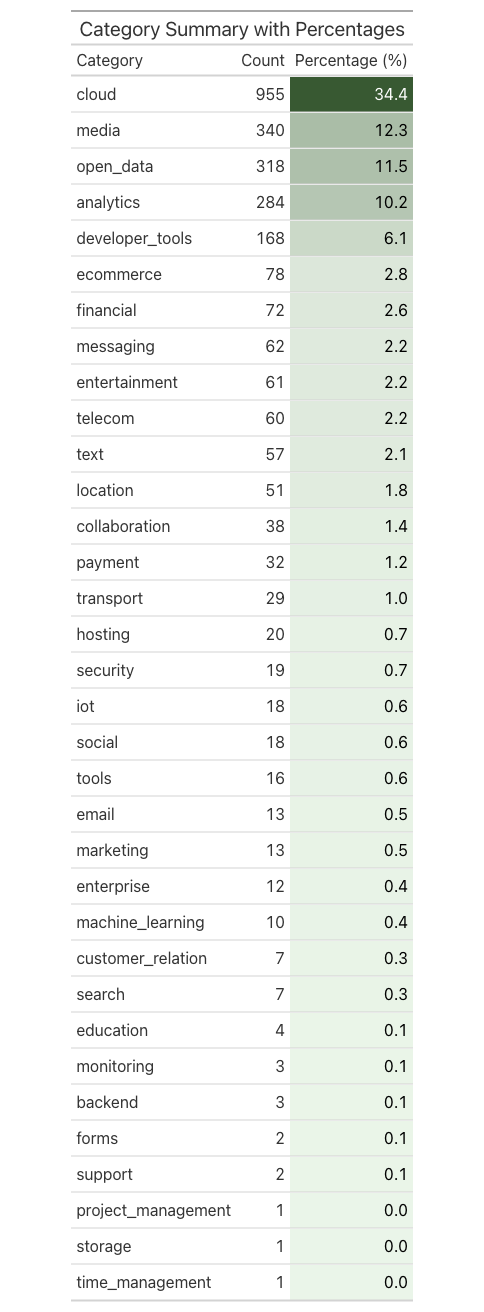 Category Summary with Percentages
Category Count Percentage (%)
cloud 955 34.4
media 340 12.3
open_data 318 11.5
analytics 284 10.2
developer_tools 168 6.1
ecommerce 78 2.8
financial 72 2.6
messaging 62 2.2
entertainment 61 2.2
telecom 60 2.2
text 57 2.1
location 51 1.8
collaboration 38 1.4
payment 32 1.2
transport 29 1.0
hosting 20 0.7
security 19 0.7
iot 18 0.6
social 18 0.6
tools 16 0.6
email 13 0.5
marketing 13 0.5
enterprise 12 0.4
machine_learning 10 0.4
customer_relation 7 0.3
search 7 0.3
education 4 0.1
monitoring 3 0.1
backend 3 0.1
forms 2 0.1
support 2 0.1
project_management 1 0.0
storage 1 0.0
time_management 1 0.0